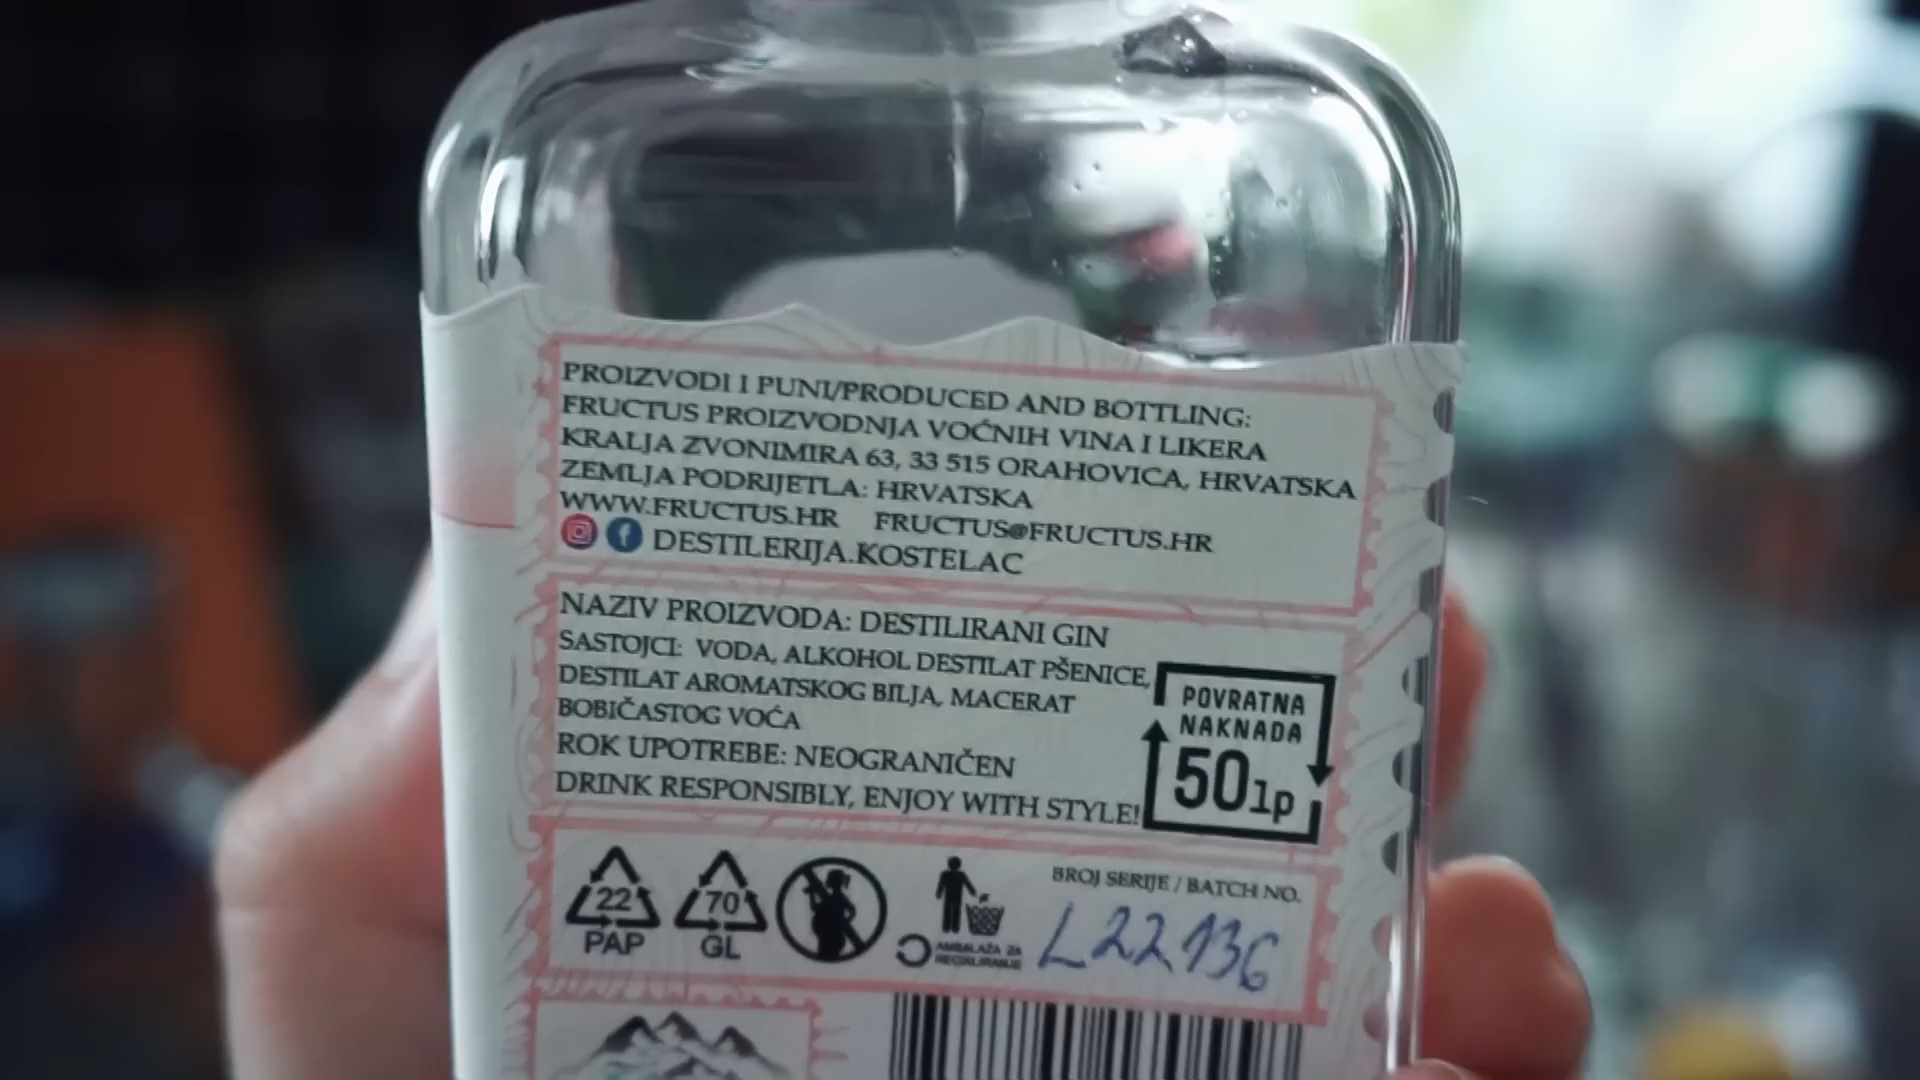 PROIZVODI I PUNI/PRODUCED AND BOTTLING:
FRUCTUS PROIZVODNJA VOĆNIH VINA I LIKERA
KRALJA ZVONIMIRA 63, 33 515 ORAHOVICA, HRVATSKA
ZEMLJA PODRIJETLA: HRVATSKA
WWW.FRUCTUS.HR FRUCTUS@FRUCTUS.HR
DESTILERIJA.KOSTELAC
NAZIV PROIZVODA: DESTILIRANI GIN
SASTOJCI: VODA, ALKOHOL DESTILAT PŠENICE,
DESTILAT AROMATSKOG BILJA, MACERAT
BOBIČASTOG VOĆA
ROK UPOTREBE: NEOGRANIČEN
DRINK RESPONSIBLY, ENJOY WITH STYLE!
POVRATNA
NAKNADA
50lp
22
PAP
70
GL
AMBALAŽA ZA
RECIKLIRANJE
BROJ SERIJE / BATCH NO.
L22136